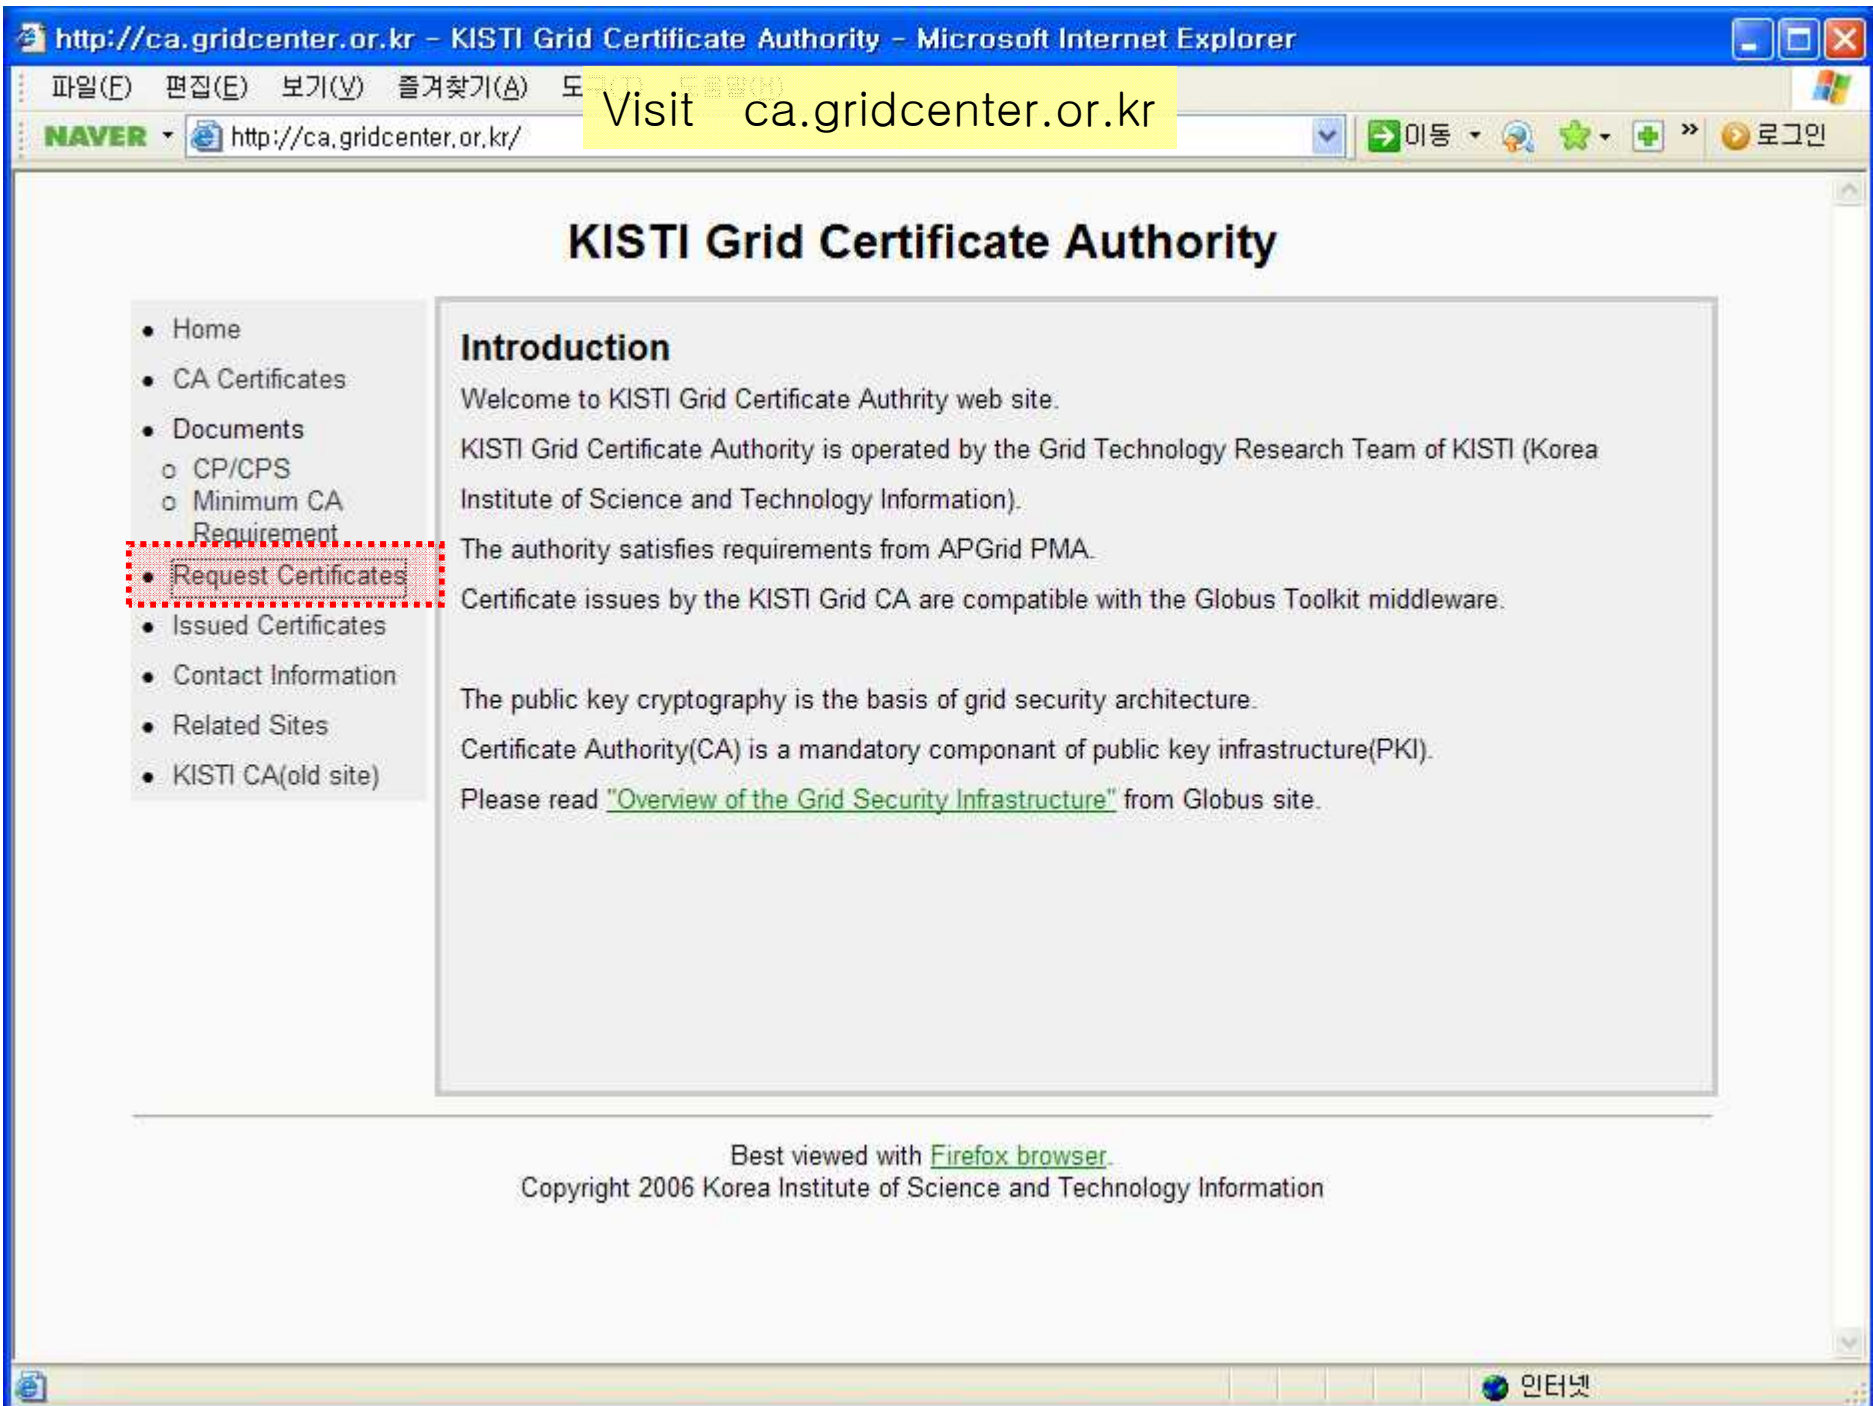 http://ca.gridcenter.or.kr - KISTI Grid Certificate Authority - Microsoft Internet Explorer
파일(F) 편집(E) 보기(V) 즐겨찾기(A) 도구(T) 도움말(H)
Visit ca.gridcenter.or.kr
NAVER http://ca.gridcenter.or.kr/ 이동 » 로그인
KISTI Grid Certificate Authority
Home
CA Certificates
Documents
CP/CPS
Minimum CA
Requirement
Request Certificates
Issued Certificates
Contact Information
Related Sites
KISTI CA(old site)
Introduction
Welcome to KISTI Grid Certificate Authrity web site.
KISTI Grid Certificate Authority is operated by the Grid Technology Research Team of KISTI (Korea
Institute of Science and Technology Information).
The authority satisfies requirements from APGrid PMA.
Certificate issues by the KISTI Grid CA are compatible with the Globus Toolkit middleware.
The public key cryptography is the basis of grid security architecture.
Certificate Authority(CA) is a mandatory componant of public key infrastructure(PKI).
Please read "Overview of the Grid Security Infrastructure" from Globus site.
Best viewed with Firefox browser.
Copyright 2006 Korea Institute of Science and Technology Information
인터넷